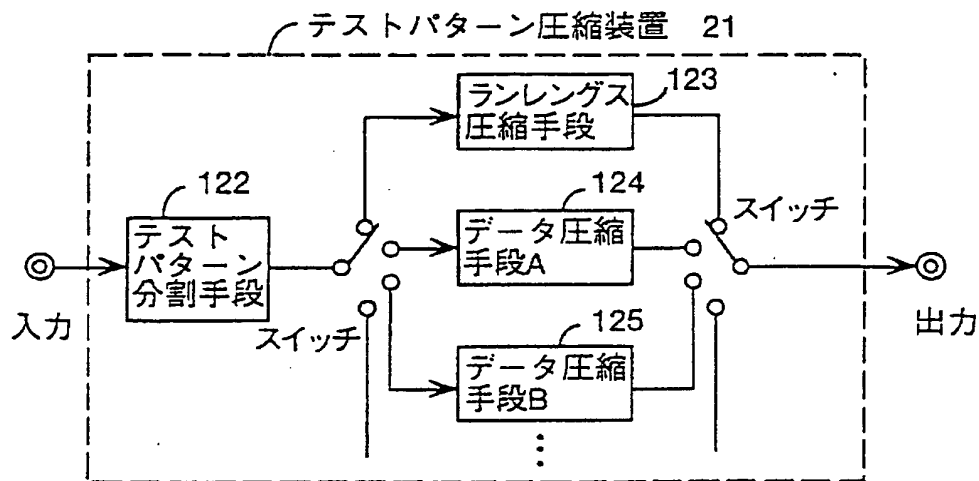 テストパターン圧縮装置 21
ランレングス
圧縮手段
123
122
テスト
パターン
分割手段
124
データ圧縮
手段A
スイッチ
入力
スイッチ
125
データ圧縮
手段B
出力